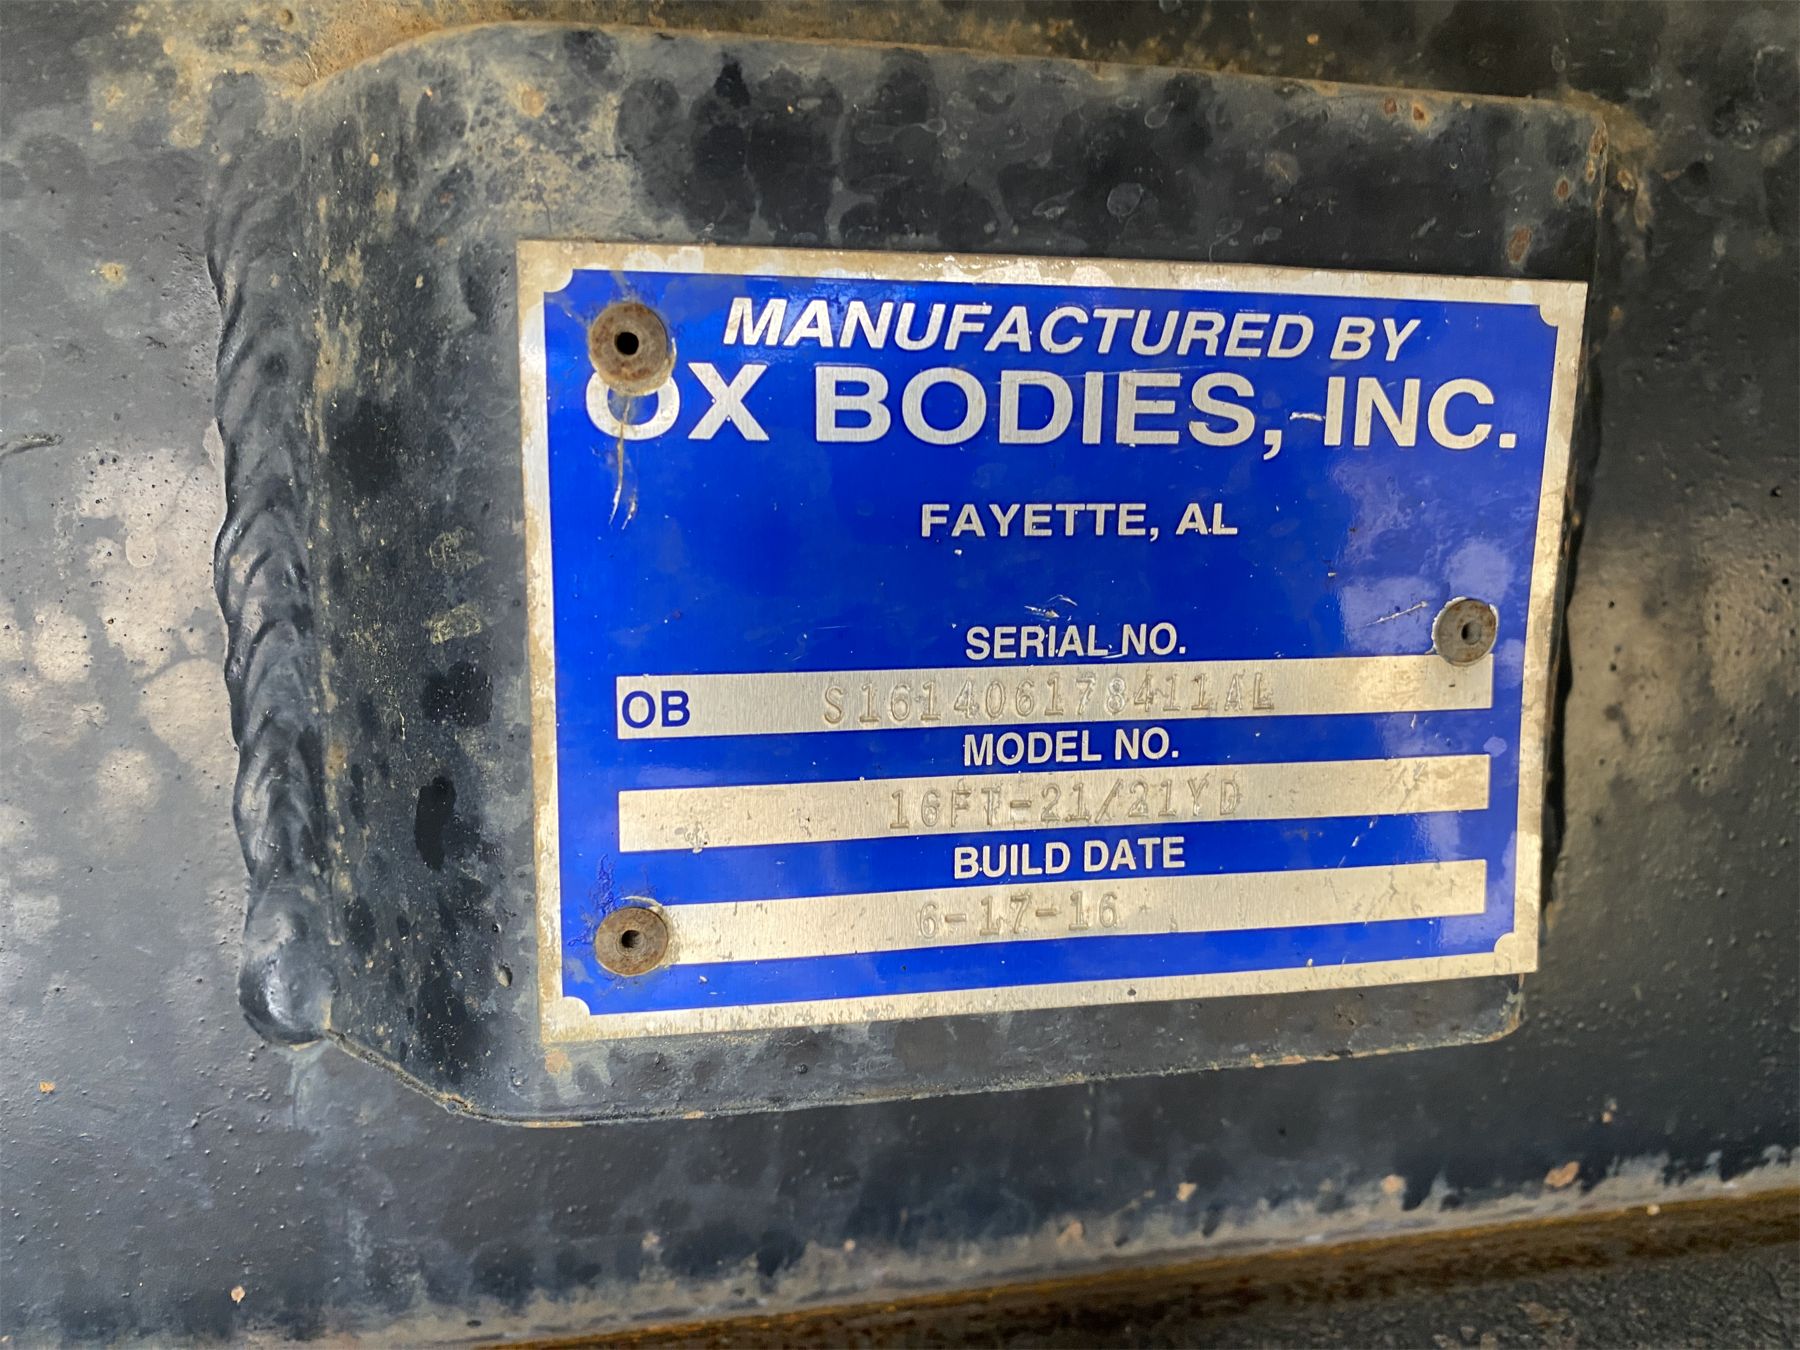 MANUFACTURED BY
OX BODIES, INC.
FAYETTE, AL
SERIAL NO.
OB S161406178411AL
MODEL NO.
16FT-21/21YD
BUILD DATE
6-17-16